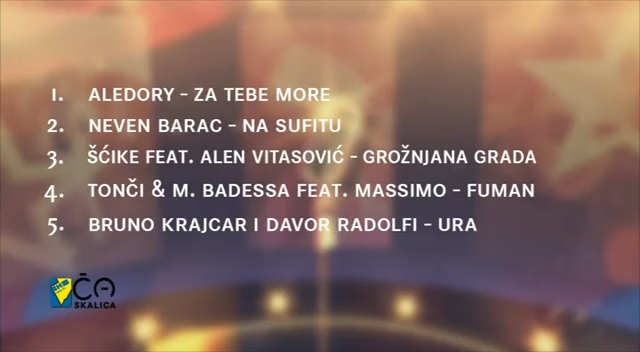 1. ALEDORY - ZA TEBE MORE
2. NEVEN BARAC - NA SUFITU
3. ŠĆIKE FEAT. ALEN VITASOVIĆ - GROŽNJANA GRADA
4. TONČI & M. BADESSA FEAT. MASSIMO - FUMAN
5. BRUNO KRAJCAR I DAVOR RADOLFI - URA
ČA
SKALICA